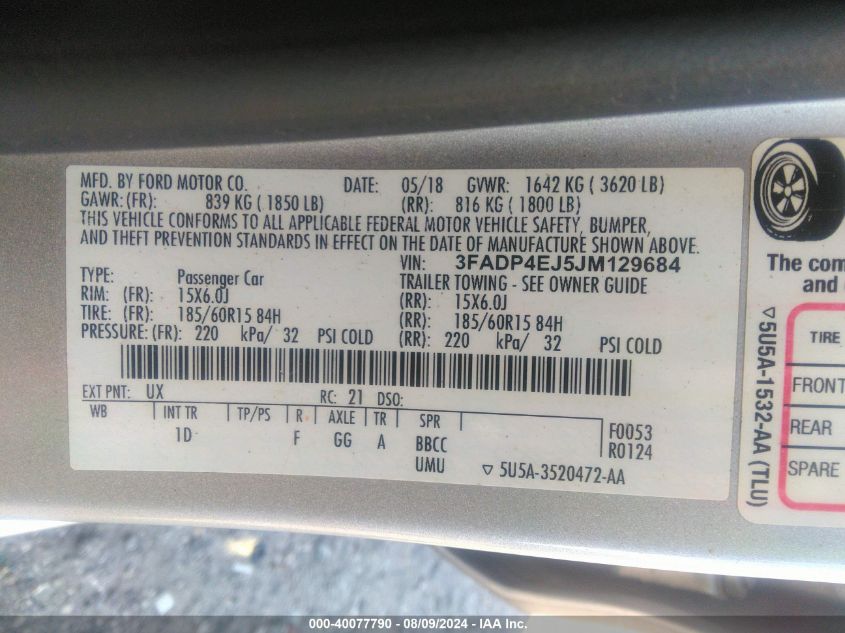 MFD. BY FORD MOTOR CO. DATE: 05/18 GVWR: 1642 KG ( 3620 LB)
GAWR: (FR): 839 KG ( 1850 LB) (RR): 816 KG ( 1800 LB)
THIS VEHICLE CONFORMS TO ALL APPLICABLE FEDERAL MOTOR VEHICLE SAFETY, BUMPER,
AND THEFT PREVENTION STANDARDS IN EFFECT ON THE DATE OF MANUFACTURE SHOWN ABOVE.
VIN: 3FADP4EJ5JM129684
TYPE: Passenger Car TRAILER TOWING - SEE OWNER GUIDE
RIM: (FR): 15X6.0J (RR): 15X6.0J
TIRE: (FR): 185/60R15 84H (RR): 185/60R15 84H
PRESSURE: (FR): 220 kPa/ 32 PSI COLD (RR): 220 kPa/ 32 PSI COLD
EXT PNT: UX RC: 21 DSO:
WB INT TR TP/PS R AXLE TR SPR
1D F GG A BBCC
UMU
F0053
R0124
▽ 5U5A-3520472-AA
The com
and
▽5U5A-1532-AA (TLU)
TIRE
FRONT
REAR
SPARE
000-40077790 - 08/09/2024 - IAA Inc.